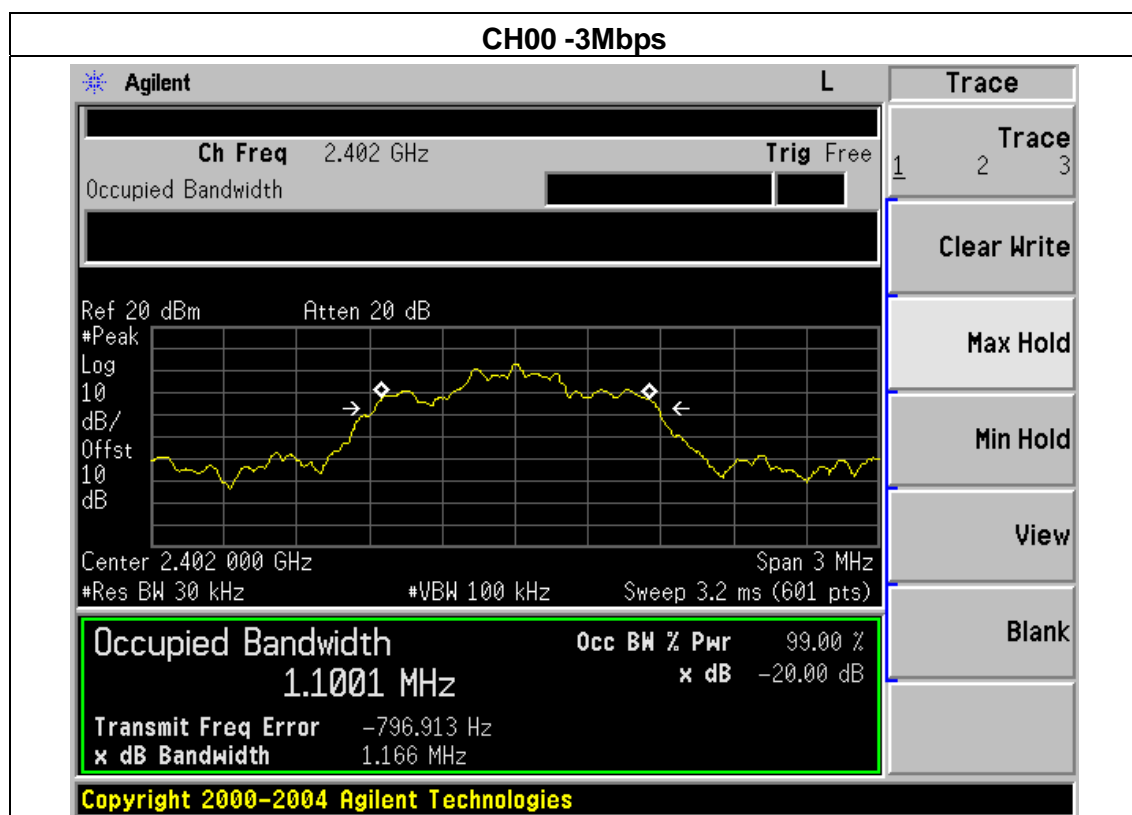 CH00 -3Mbps
Agilent L Trace
Ch Freq 2.402 GHz Trig Free
Occupied Bandwidth
Trace
1 2 3
Clear Write
Max Hold
Min Hold
View
Blank
Ref 20 dBm Atten 20 dB
#Peak
Log
10
dB/
Offst
10
dB
Center 2.402 000 GHz Span 3 MHz
#Res BW 30 kHz #VBW 100 kHz Sweep 3.2 ms (601 pts)
Occupied Bandwidth Occ BW % Pwr 99.00 %
1.1001 MHz x dB -20.00 dB
Transmit Freq Error -796.913 Hz
x dB Bandwidth 1.166 MHz
Copyright 2000-2004 Agilent Technologies